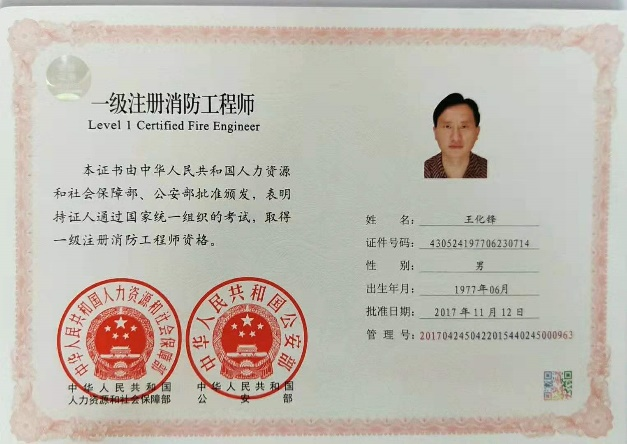 一级注册消防工程师
Level 1 Certified Fire Engineer
本证书由中华人民共和国人力资源
和社会保障部、公安部批准颁发，表明
持证人通过国家统一组织的考试，取得
一级注册消防工程师资格。
中华人民共和国人力资源和社会保障部
中华人民共和国公安部
中华人民共和国
人力资源和社会保障部
中华人民共和国
公安部
姓名：王化锋
证件号码：430524197706230714
性别：男
出生年月：1977年06月
批准日期：2017年11月12日
管理号：2017042450422015440245000963